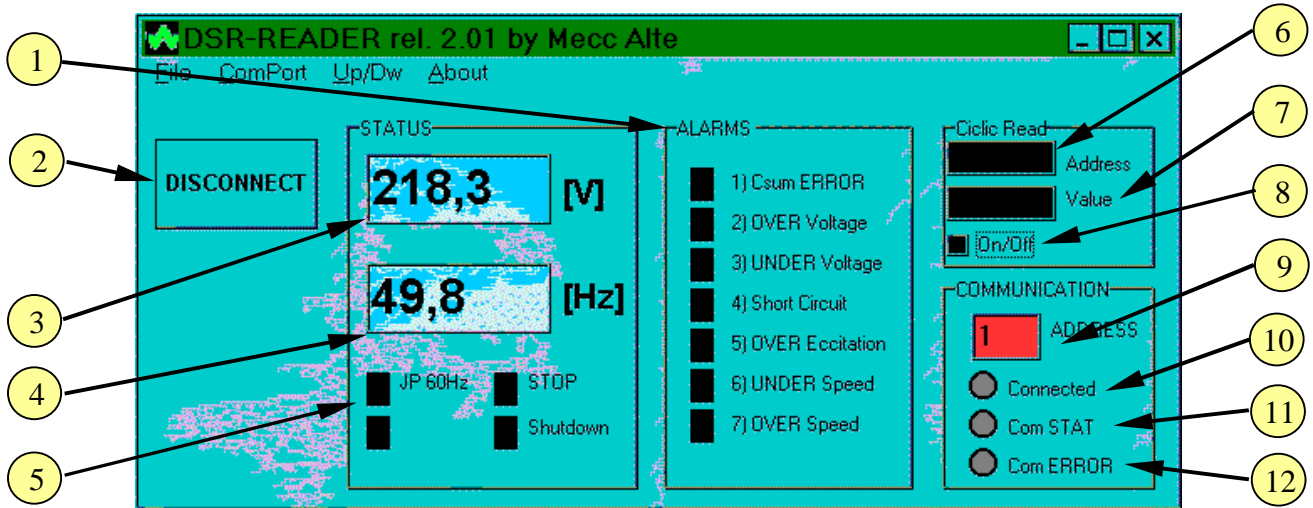 DSR-READER rel. 2.01 by Mecc Alte
File ComPort Up/Dw About
DISCONNECT
STATUS
218,3 [V]
49,8 [Hz]
JP 60Hz STOP
Shutdown
ALARMS
1) Csum ERROR
2) OVER Voltage
3) UNDER Voltage
4) Short Circuit
5) OVER Eccitation
6) UNDER Speed
7) OVER Speed
Ciclic Read
Address
Value
On/Off
COMMUNICATION
1 ADDRESS
Connected
Com STAT
Com ERROR
1
2
3
4
5
6
7
8
9
10
11
12